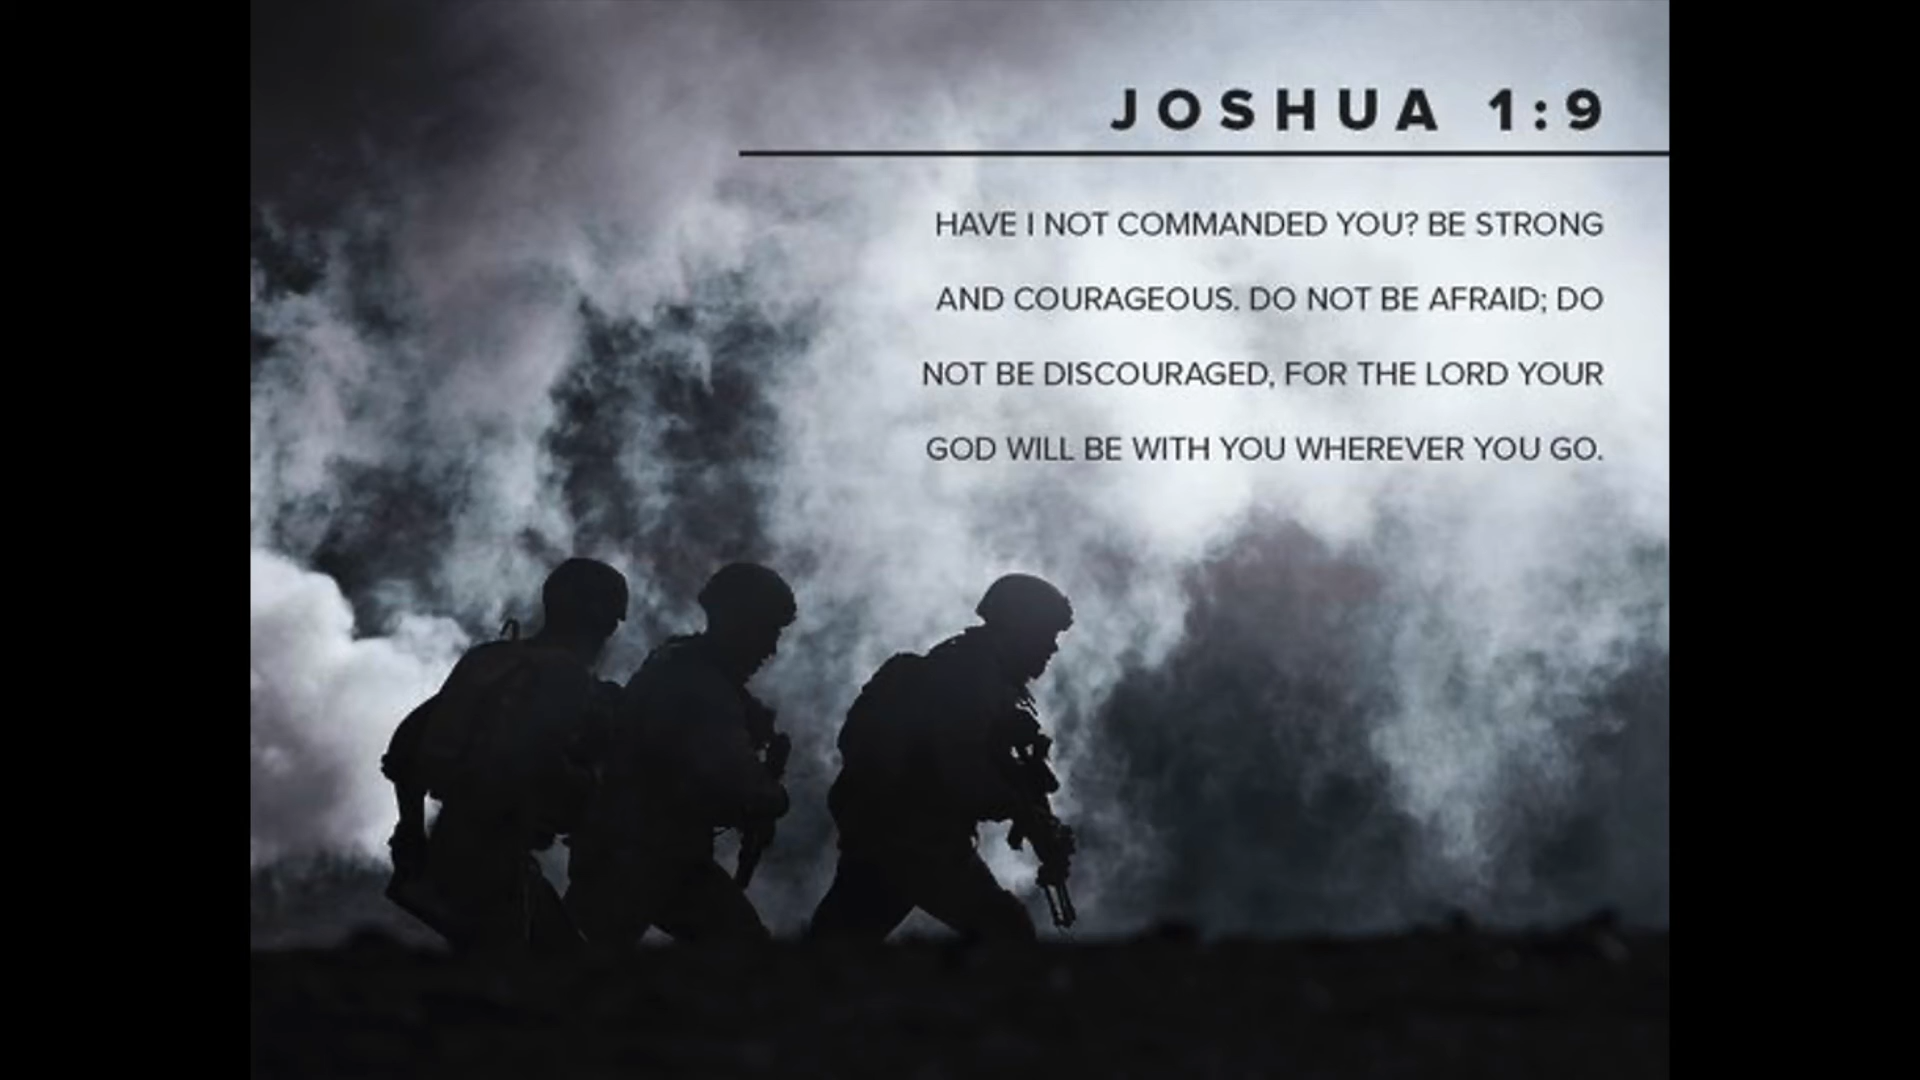 JOSHUA 1:9
HAVE I NOT COMMANDED YOU? BE STRONG
AND COURAGEOUS. DO NOT BE AFRAID; DO
NOT BE DISCOURAGED, FOR THE LORD YOUR
GOD WILL BE WITH YOU WHEREVER YOU GO.